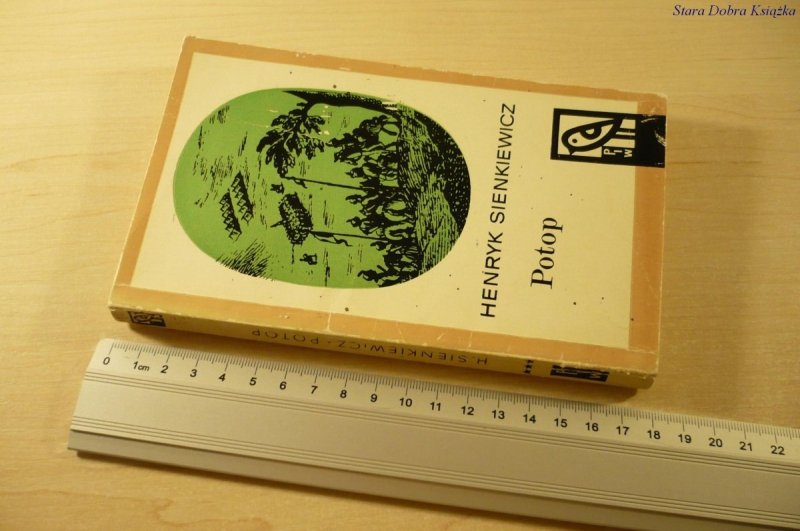 Stara Dobra Książka
HENRYK SIENKIEWICZ
Potop
P
I
W
H. SIENKIEWICZ · POTOP
0 1cm 2 3 4 5 6 7 8 9 10 11 12 13 14 15 16 17 18 19 20 21 22